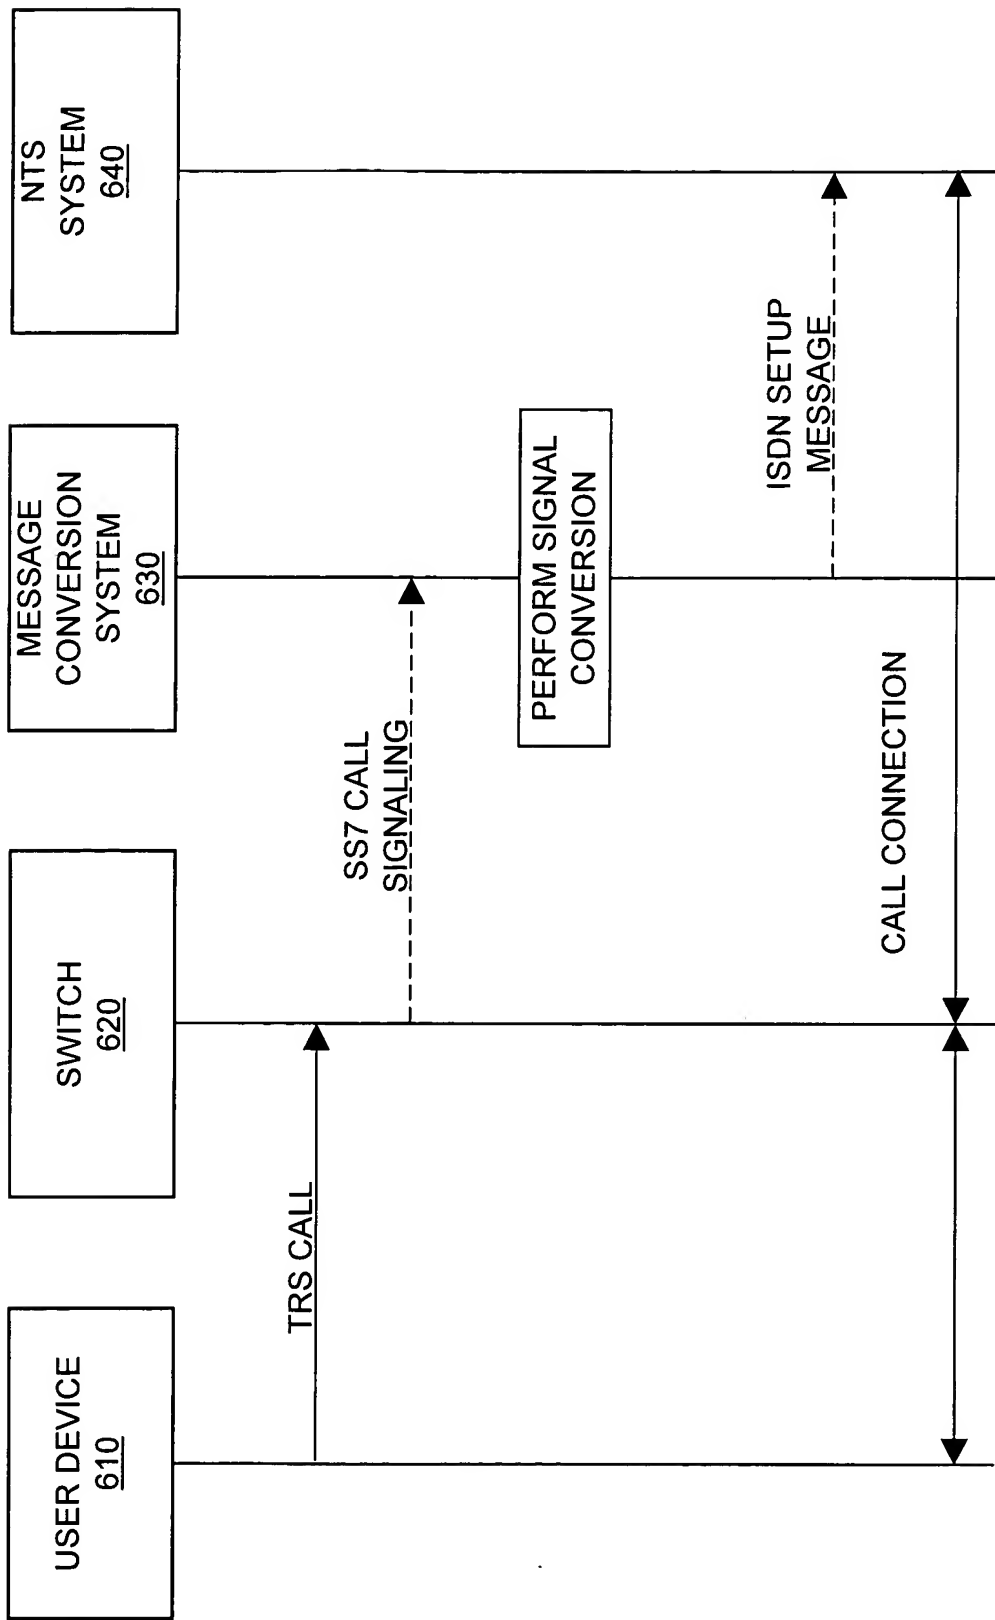 USER DEVICE
610
SWITCH
620
MESSAGE
CONVERSION
SYSTEM
630
NTS
SYSTEM
640
TRS CALL
SS7 CALL
SIGNALING
PERFORM SIGNAL
CONVERSION
ISDN SETUP
MESSAGE
CALL CONNECTION